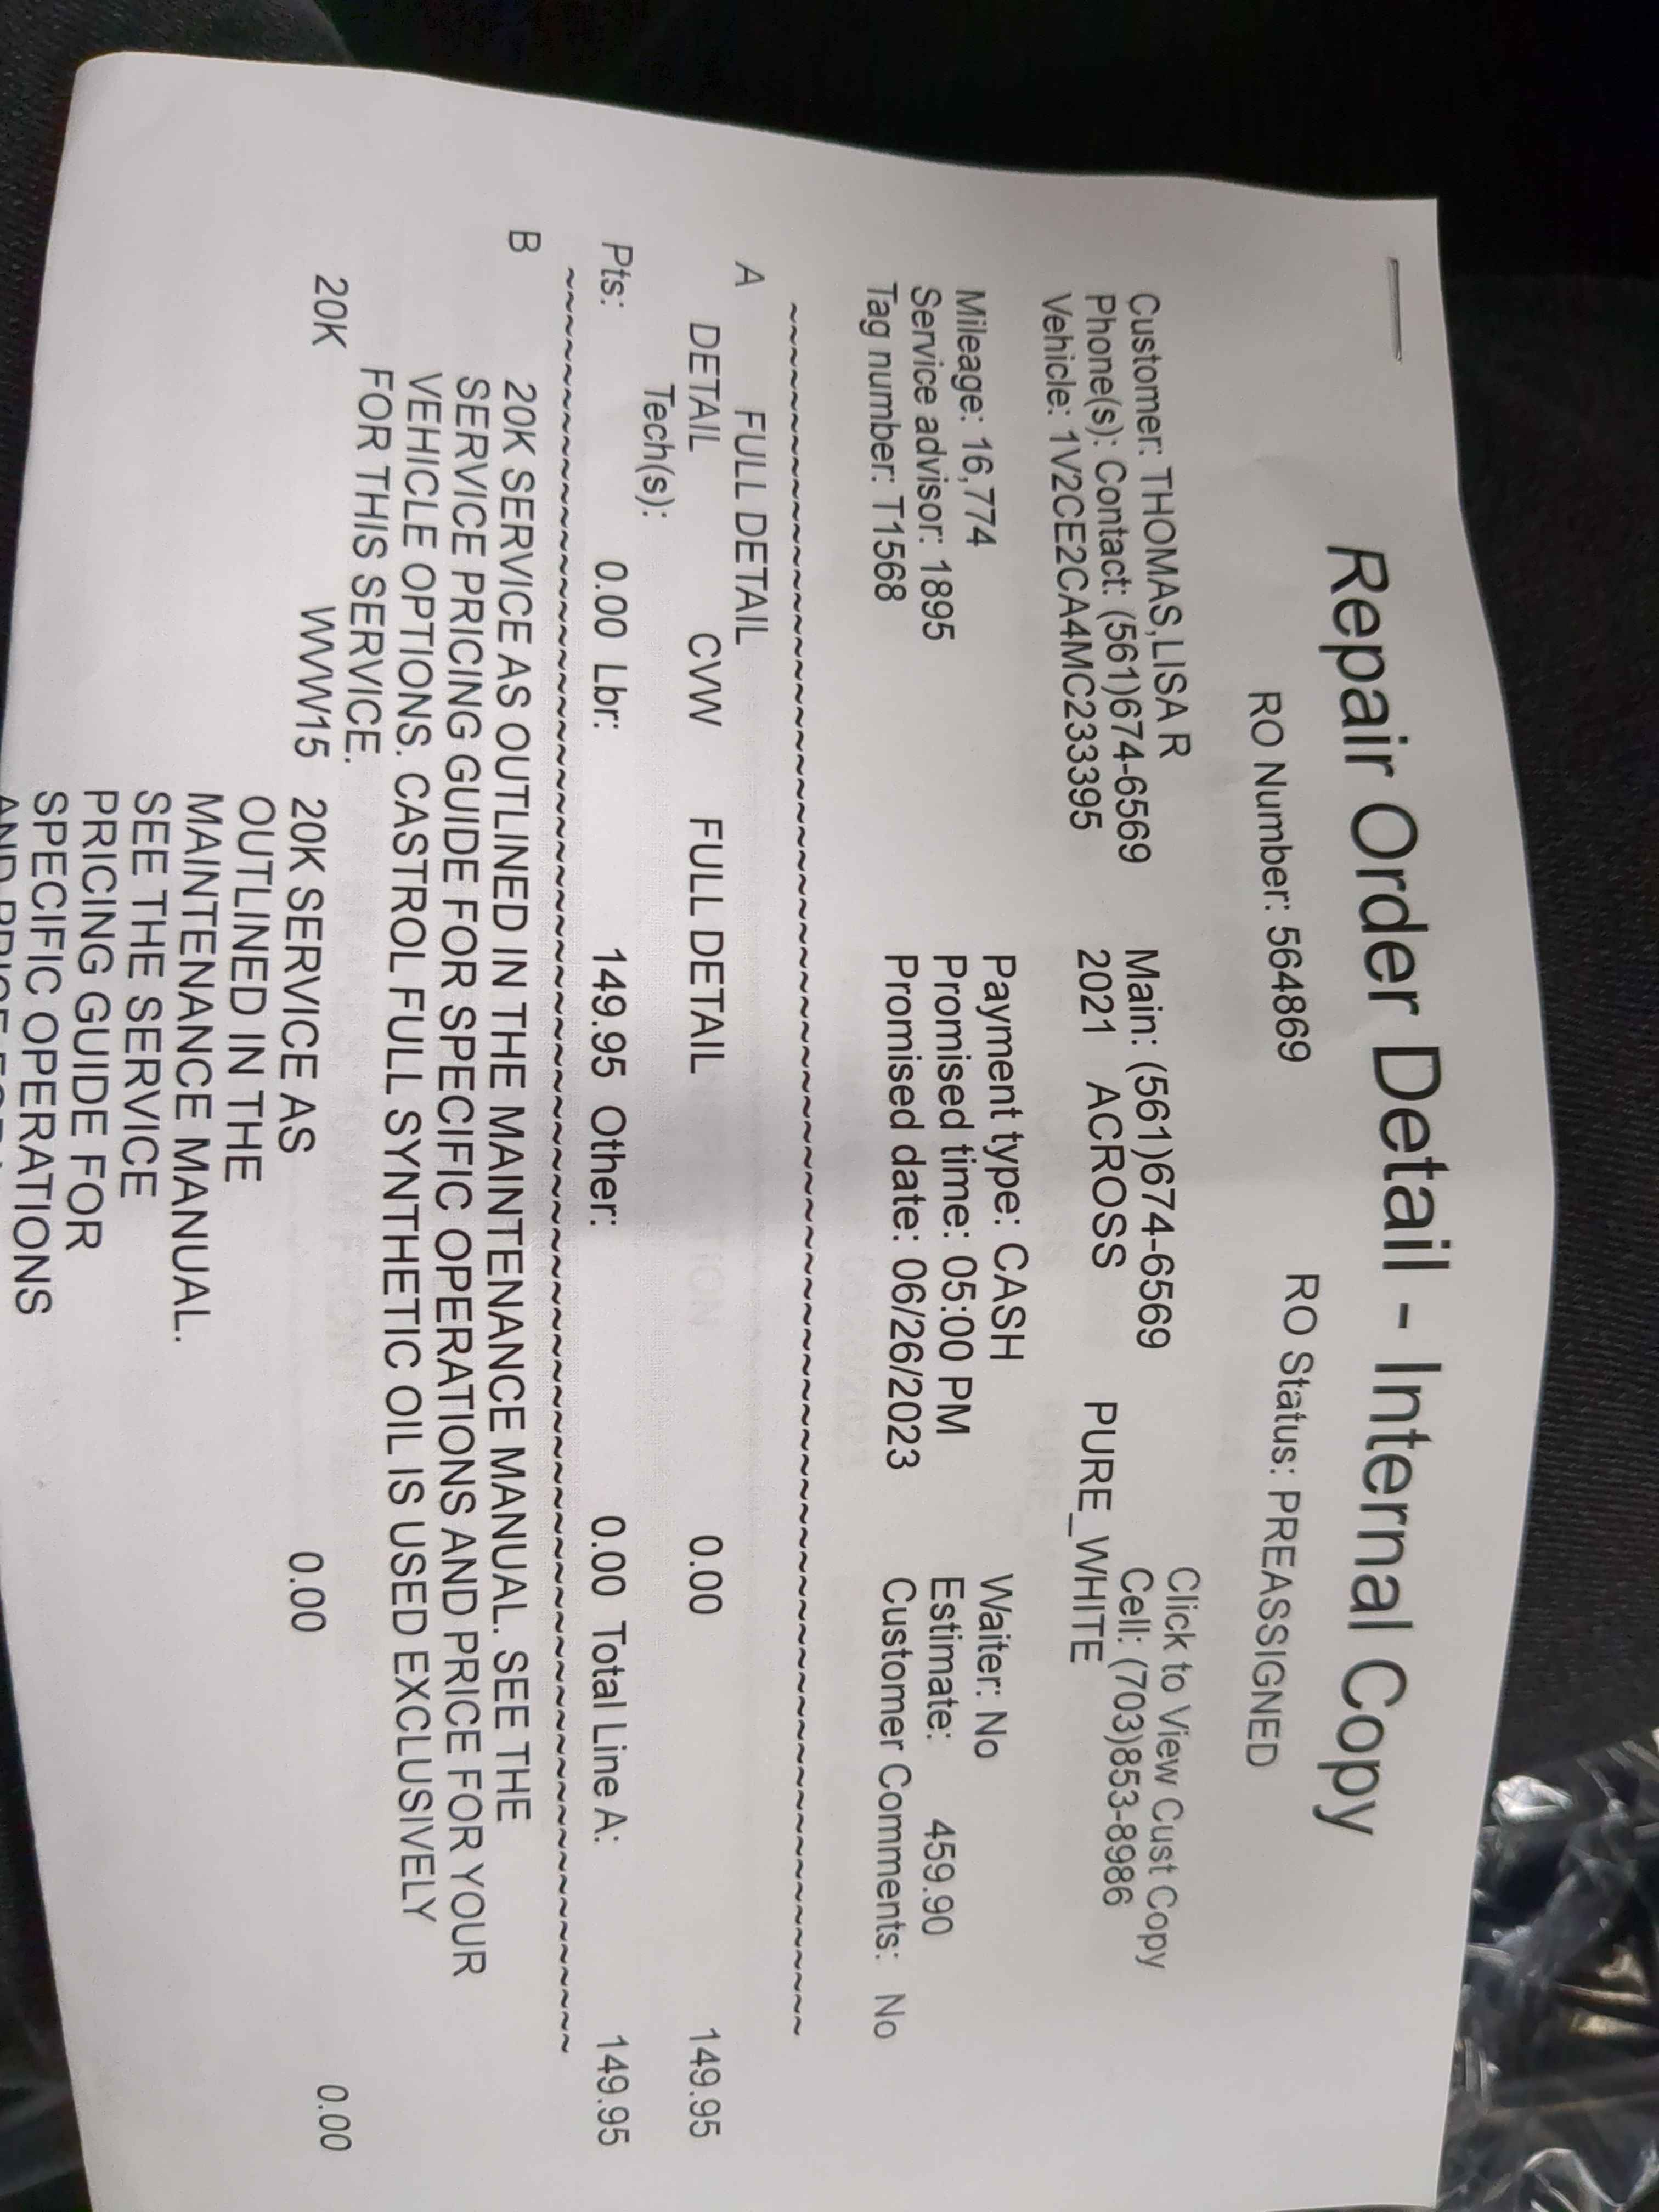 Repair Order Detail - Internal Copy
RO Number: 564869 RO Status: PREASSIGNED
Click to View Cust Copy
Customer: THOMAS,LISA R
Phone(s): Contact: (561)674-6569 Main: (561)674-6569 Cell: (703)853-8986
Vehicle: 1V2CE2CA4MC233395 2021 ACROSS PURE_WHITE
Mileage: 16,774 Payment type: CASH Waiter: No
Service advisor: 1895 Promised time: 05:00 PM Estimate: 459.90
Tag number: T1568 Promised date: 06/26/2023 Customer Comments: No
~~~~~~~~~~~~~~~~~~~~~~~~~~~~~~~~~~~~~~~~~~~~~~~~~~~~~~~~~~~~~~~~~~~~~~
A FULL DETAIL
DETAIL CVW FULL DETAIL 0.00 149.95
Tech(s):
Pts: 0.00 Lbr: 149.95 Other: 0.00 Total Line A: 149.95
~~~~~~~~~~~~~~~~~~~~~~~~~~~~~~~~~~~~~~~~~~~~~~~~~~~~~~~~~~~~~~~~~~~~~~
B 20K SERVICE AS OUTLINED IN THE MAINTENANCE MANUAL. SEE THE
SERVICE PRICING GUIDE FOR SPECIFIC OPERATIONS AND PRICE FOR YOUR
VEHICLE OPTIONS. CASTROL FULL SYNTHETIC OIL IS USED EXCLUSIVELY
FOR THIS SERVICE.
20K WVW15 20K SERVICE AS 0.00 0.00
OUTLINED IN THE
MAINTENANCE MANUAL.
SEE THE SERVICE
PRICING GUIDE FOR
SPECIFIC OPERATIONS